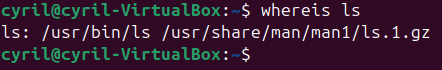 cyril@cyril-VirtualBox:~$ whereis ls
ls: /usr/bin/ls /usr/share/man/man1/ls.1.gz
cyril@cyril-VirtualBox:~$